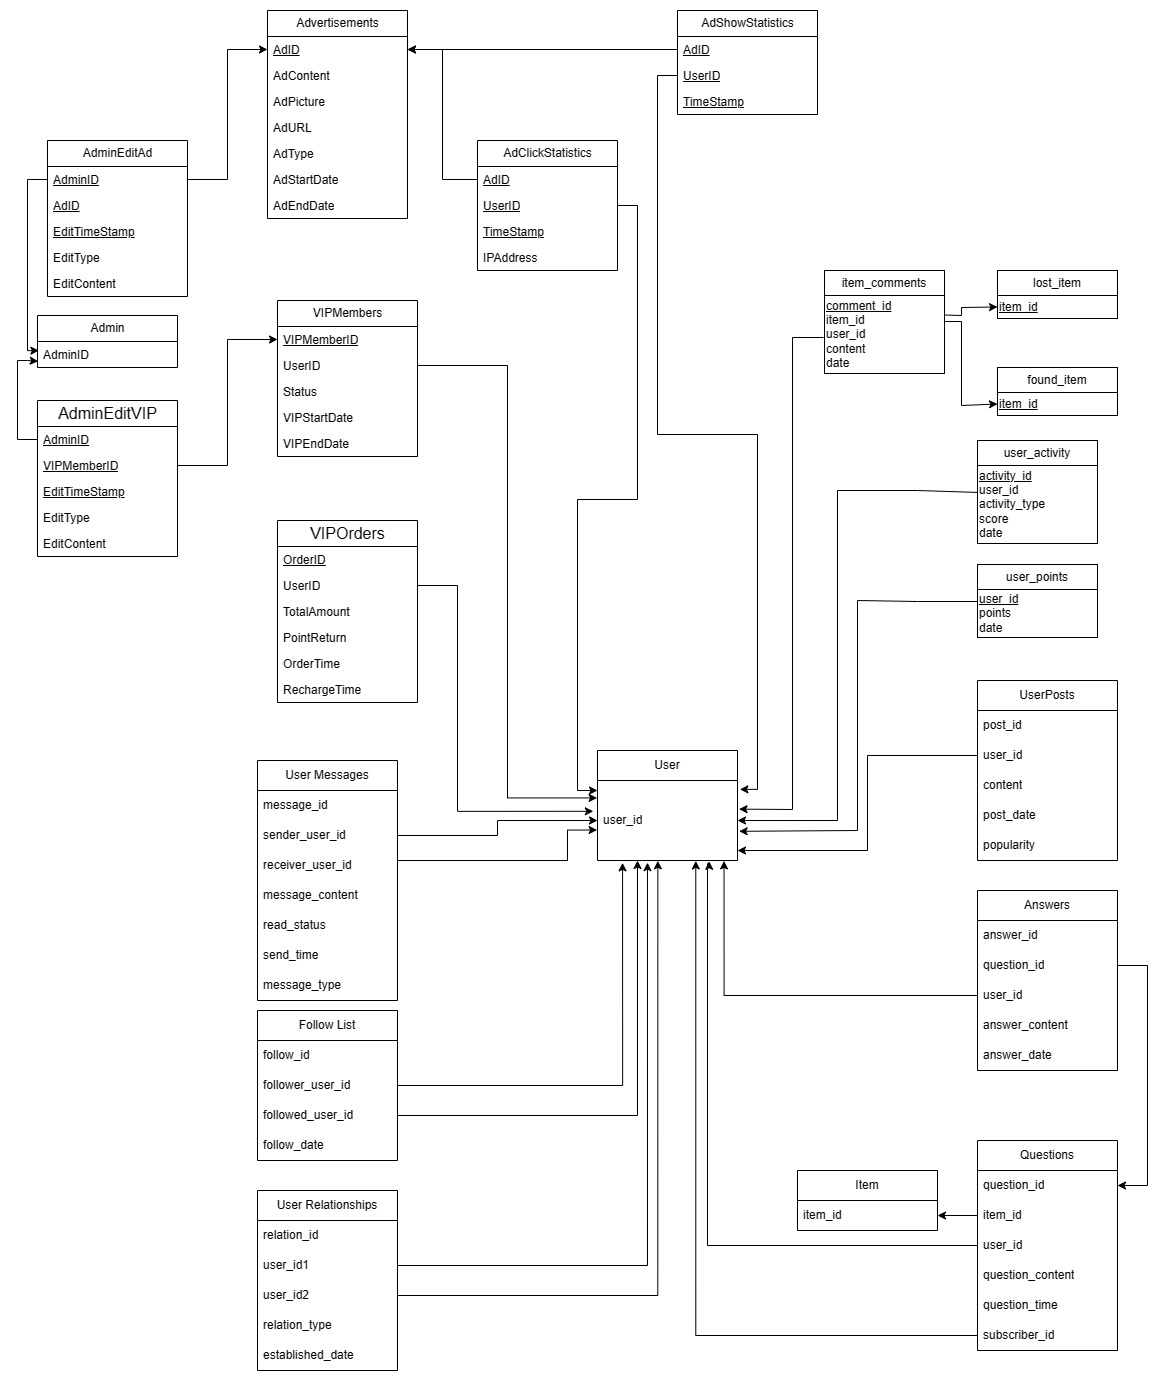 Advertisements
AdID
AdContent
AdPicture
AdURL
AdType
AdStartDate
AdEndDate
AdShowStatistics
AdID
UserID
TimeStamp
AdminEditAd
AdminID
AdID
EditTimeStamp
EditType
EditContent
AdClickStatistics
AdID
UserID
TimeStamp
IPAddress
item_comments
comment_id
item_id
user_id
content
date
lost_item
item_id
found_item
item_id
Admin
AdminID
VIPMembers
VIPMemberID
UserID
Status
VIPStartDate
VIPEndDate
AdminEditVIP
AdminID
VIPMemberID
EditTimeStamp
EditType
EditContent
user_activity
activity_id
user_id
activity_type
score
date
VIPOrders
OrderID
UserID
TotalAmount
PointReturn
OrderTime
RechargeTime
user_points
user_id
points
date
UserPosts
post_id
user_id
content
post_date
popularity
User
user_id
User Messages
message_id
sender_user_id
receiver_user_id
message_content
read_status
send_time
message_type
Answers
answer_id
question_id
user_id
answer_content
answer_date
Follow List
follow_id
follower_user_id
followed_user_id
follow_date
Questions
question_id
item_id
user_id
question_content
question_time
subscriber_id
Item
item_id
User Relationships
relation_id
user_id1
user_id2
relation_type
established_date